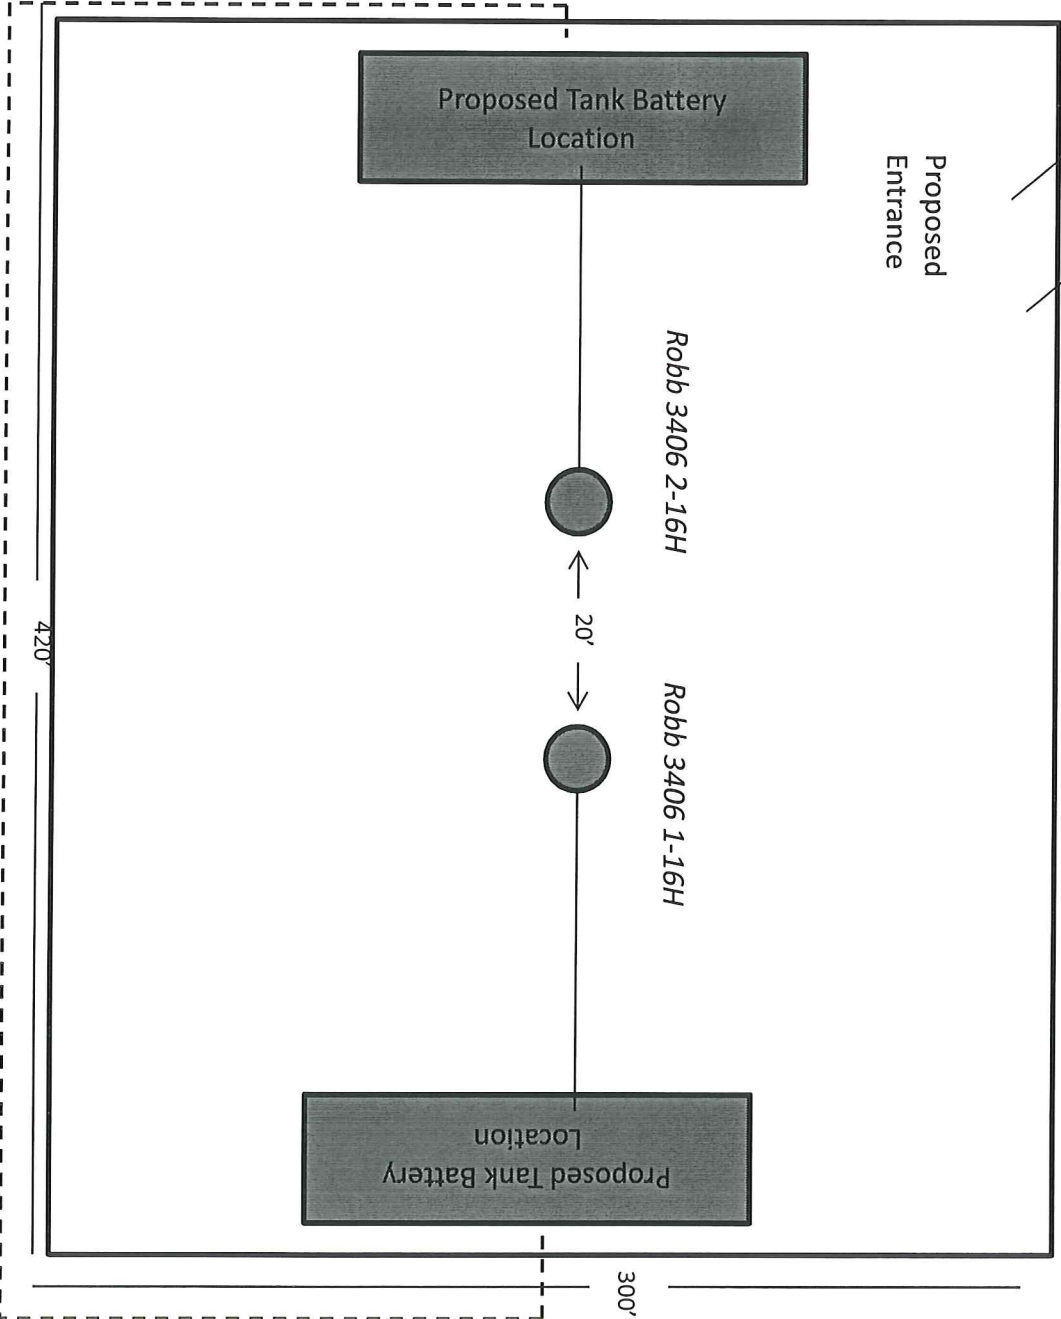 Proposed Tank Battery
Location
Proposed
Entrance
Robb 3406 2-16H
20'
Robb 3406 1-16H
420'
Proposed Tank Battery
Location
300'